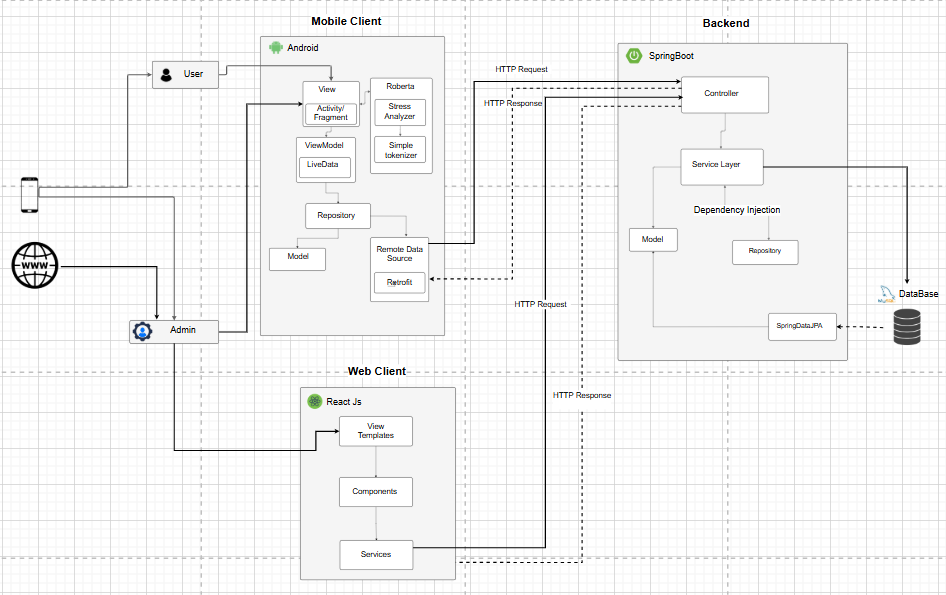 Mobile Client
Backend
Android
SpringBoot
User
HTTP Request
View
Activity/
Fragment
Roberta
Stress
Analyzer
Simple
tokenizer
HTTP Response
Controller
ViewModel
LiveData
Service Layer
Repository
Dependency Injection
Model
Remote Data
Source
Retrofit
Model
Repository
WWW
HTTP Request
MySQL
DataBase
Admin
SpringDataJPA
Web Client
React Js
HTTP Response
View
Templates
Components
Services